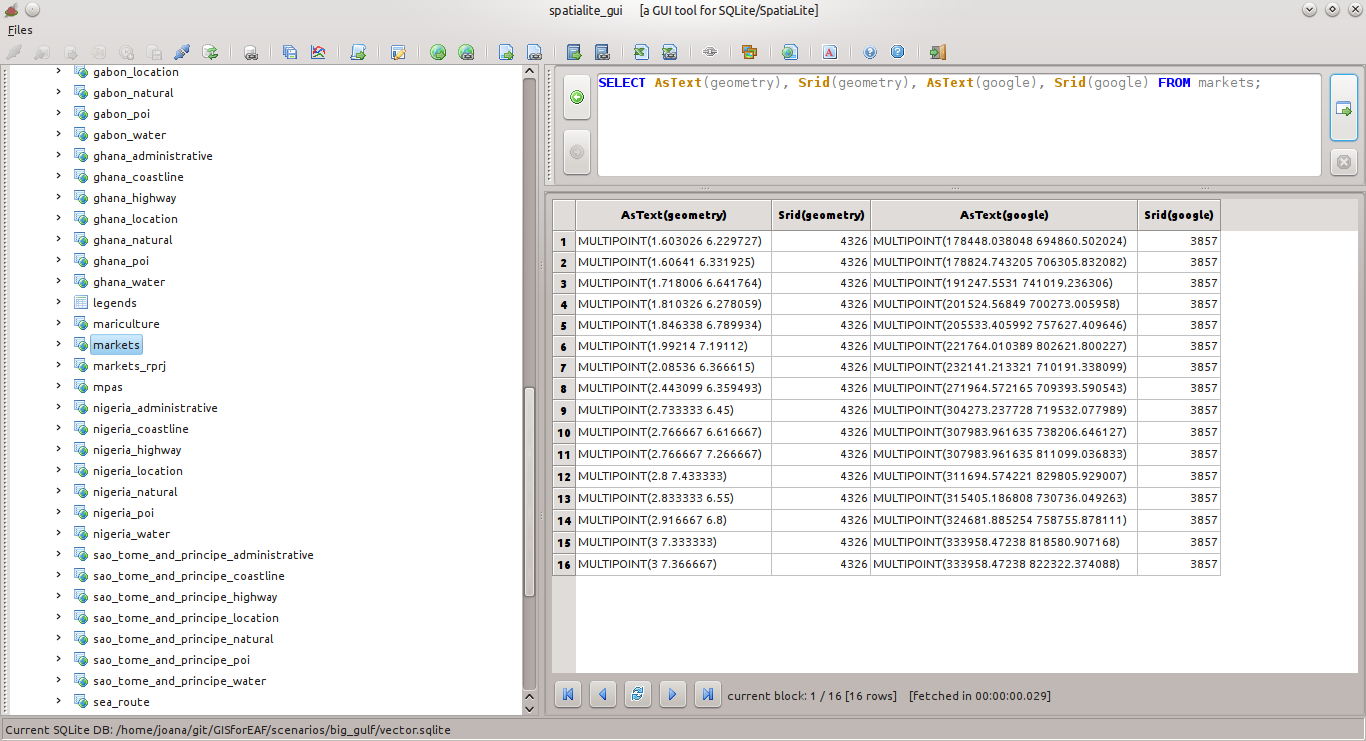 spatialite_gui [a GUI tool for SQLite/SpatiaLite]
Files
gabon_location
gabon_natural
gabon_poi
gabon_water
ghana_administrative
ghana_coastline
ghana_highway
ghana_location
ghana_natural
ghana_poi
ghana_water
legends
mariculture
markets
markets_rprj
mpas
nigeria_administrative
nigeria_coastline
nigeria_highway
nigeria_location
nigeria_natural
nigeria_poi
nigeria_water
sao_tome_and_principe_administrative
sao_tome_and_principe_coastline
sao_tome_and_principe_highway
sao_tome_and_principe_location
sao_tome_and_principe_natural
sao_tome_and_principe_poi
sao_tome_and_principe_water
sea_route
SELECT AsText(geometry), Srid(geometry), AsText(google), Srid(google) FROM markets;
AsText(geometry) Srid(geometry) AsText(google) Srid(google)
1 MULTIPOINT(1.603026 6.229727) 4326 MULTIPOINT(178448.038048 694860.502024) 3857
2 MULTIPOINT(1.60641 6.331925) 4326 MULTIPOINT(178824.743205 706305.832082) 3857
3 MULTIPOINT(1.718006 6.641764) 4326 MULTIPOINT(191247.5531 741019.236306) 3857
4 MULTIPOINT(1.810326 6.278059) 4326 MULTIPOINT(201524.56849 700273.005958) 3857
5 MULTIPOINT(1.846338 6.789934) 4326 MULTIPOINT(205533.405992 757627.409646) 3857
6 MULTIPOINT(1.99214 7.19112) 4326 MULTIPOINT(221764.010389 802621.800227) 3857
7 MULTIPOINT(2.08536 6.366615) 4326 MULTIPOINT(232141.213321 710191.338099) 3857
8 MULTIPOINT(2.443099 6.359493) 4326 MULTIPOINT(271964.572165 709393.590543) 3857
9 MULTIPOINT(2.733333 6.45) 4326 MULTIPOINT(304273.237728 719532.077989) 3857
10 MULTIPOINT(2.766667 6.616667) 4326 MULTIPOINT(307983.961635 738206.646127) 3857
11 MULTIPOINT(2.766667 7.266667) 4326 MULTIPOINT(307983.961635 811099.036833) 3857
12 MULTIPOINT(2.8 7.433333) 4326 MULTIPOINT(311694.574221 829805.929007) 3857
13 MULTIPOINT(2.833333 6.55) 4326 MULTIPOINT(315405.186808 730736.049263) 3857
14 MULTIPOINT(2.916667 6.8) 4326 MULTIPOINT(324681.885254 758755.878111) 3857
15 MULTIPOINT(3 7.333333) 4326 MULTIPOINT(333958.47238 818580.907168) 3857
16 MULTIPOINT(3 7.366667) 4326 MULTIPOINT(333958.47238 822322.374088) 3857
current block: 1 / 16 [16 rows] [fetched in 00:00:00.029]
Current SQLite DB: /home/joana/git/GISforEAF/scenarios/big_gulf/vector.sqlite